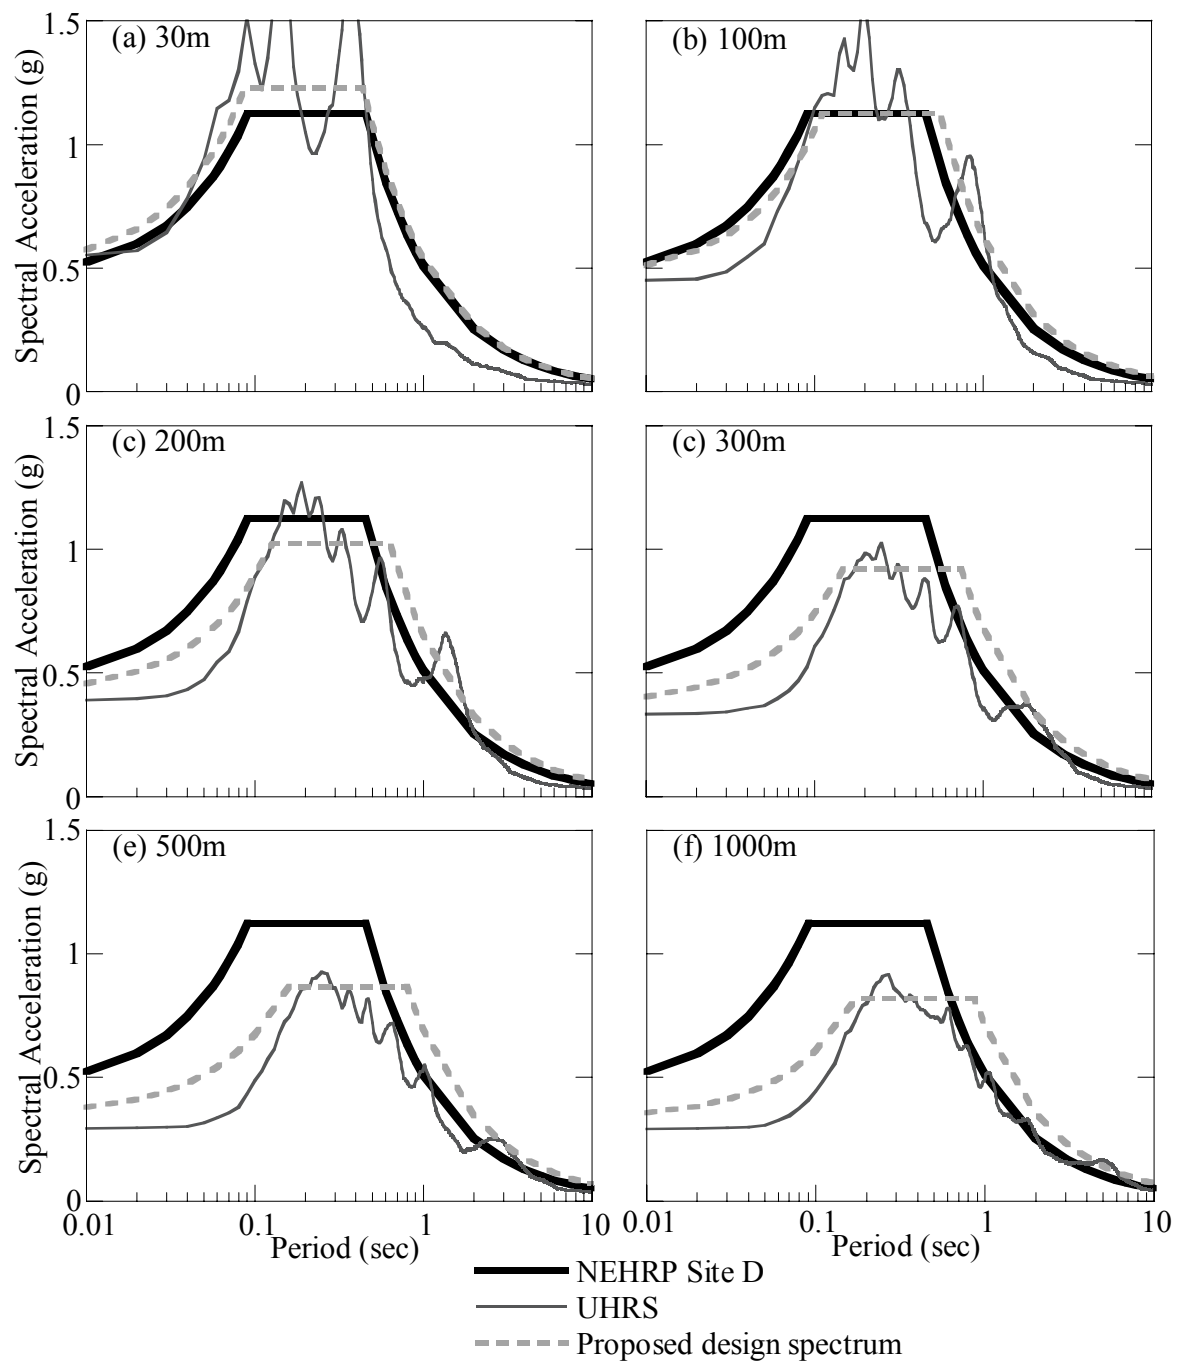 1.5
(a) 30m
(b) 100m
1
0.5
0
Spectral Acceleration (g)
1.5
(c) 200m
(c) 300m
1
0.5
0
Spectral Acceleration (g)
1.5
(e) 500m
(f) 1000m
1
0.5
0
Spectral Acceleration (g)
0.01 0.1 1 10 0.01 0.1 1 10
Period (sec) Period (sec)
NEHRP Site D
UHRS
Proposed design spectrum